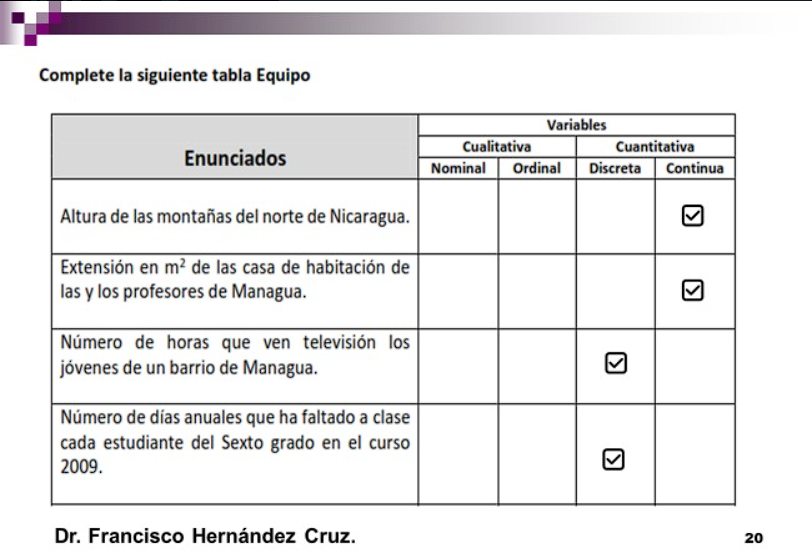 Complete la siguiente tabla Equipo
Variables
Enunciados
Cualitativa
Cuantitativa
Nominal
Ordinal
Discreta
Continua
Altura de las montañas del norte de Nicaragua.
Extensión en m² de las casa de habitación de
las y los profesores de Managua.
Número de horas que ven televisión los
jóvenes de un barrio de Managua.
Número de días anuales que ha faltado a clase
cada estudiante del Sexto grado en el curso
2009.
Dr. Francisco Hernández Cruz.
20